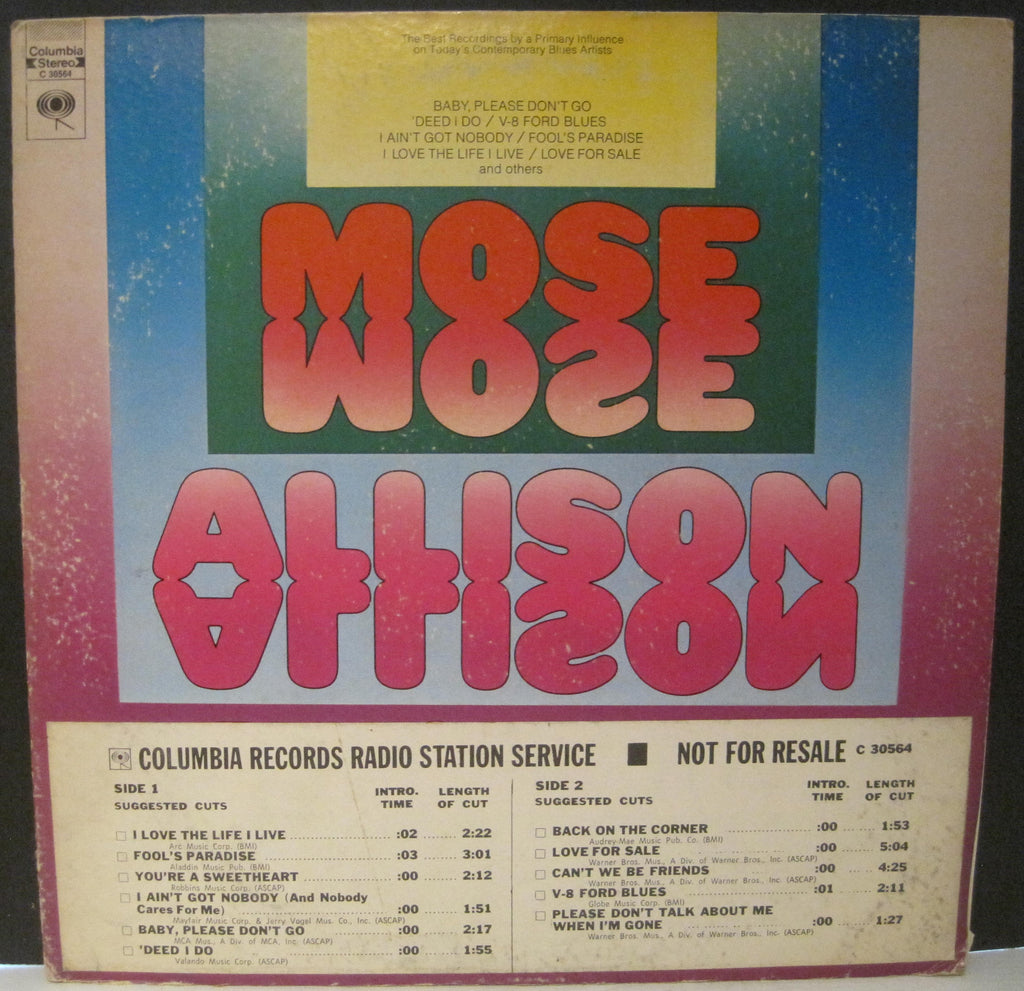 Columbia
Stereo
C 30564
The Best Recordings by a Primary Influence
on Today's Contemporary Blues Artists
BABY, PLEASE DON'T GO
'DEED I DO / V-8 FORD BLUES
I AIN'T GOT NOBODY / FOOL'S PARADISE
I LOVE THE LIFE I LIVE / LOVE FOR SALE
and others
MOSE
ALLISON
COLUMBIA RECORDS RADIO STATION SERVICE ■ NOT FOR RESALE C 30564
SIDE 1
SUGGESTED CUTS INTRO. TIME LENGTH OF CUT
I LOVE THE LIFE I LIVE :02 2:22
Arc Music Corp. (BMI)
FOOL'S PARADISE :03 3:01
Aladdin Music Pub. (BMI)
YOU'RE A SWEETHEART :00 2:12
Robbins Music Corp. (ASCAP)
I AIN'T GOT NOBODY (And Nobody
Cares For Me) :00 1:51
Mayfair Music Corp. & Jerry Vogel Mus. Co., Inc. (ASCAP)
BABY, PLEASE DON'T GO :00 2:17
MCA Mus., A Div. of MCA, Inc. (ASCAP)
'DEED I DO :00 1:55
Valando Music Corp. (ASCAP)
SIDE 2
SUGGESTED CUTS INTRO. TIME LENGTH OF CUT
BACK ON THE CORNER :00 1:53
Audrey-Mae Music Pub. Co. (BMI)
LOVE FOR SALE :00 5:04
Warner Bros. Mus., A Div. of Warner Bros., Inc. (ASCAP)
CAN'T WE BE FRIENDS :00 4:25
Warner Bros. Mus., A Div. of Warner Bros., Inc. (ASCAP)
V-8 FORD BLUES :01 2:11
Globe Music Corp. (BMI)
PLEASE DON'T TALK ABOUT ME
WHEN I'M GONE :00 1:27
Warner Bros. Mus., A Div. of Warner Bros., Inc. (ASCAP)